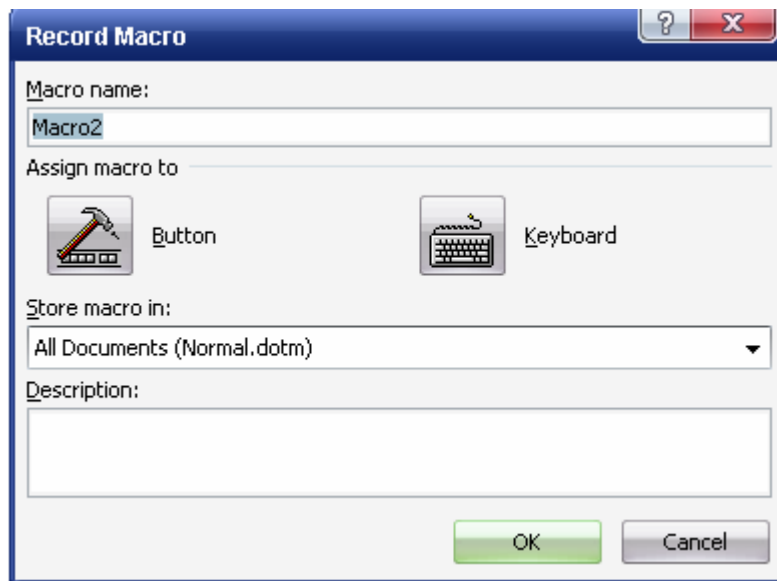 Record Macro
Macro name:
Macro2
Assign macro to
Button Keyboard
Store macro in:
All Documents (Normal.dotm)
Description:
OK Cancel